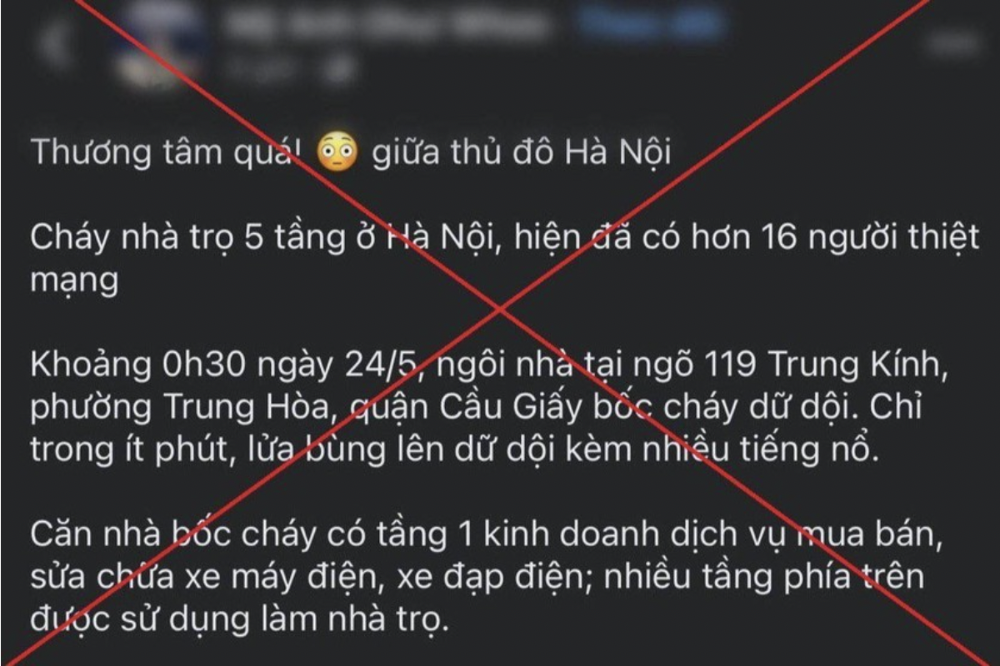 Thương tâm quá! 😳 giữa thủ đô Hà Nội
Cháy nhà trọ 5 tầng ở Hà Nội, hiện đã có hơn 16 người thiệt
mạng
Khoảng 0h30 ngày 24/5, ngôi nhà tại ngõ 119 Trung Kính,
phường Trung Hòa, quận Cầu Giấy bốc cháy dữ dội. Chỉ
trong ít phút, lửa bùng lên dữ dội kèm nhiều tiếng nổ.
Căn nhà bốc cháy có tầng 1 kinh doanh dịch vụ mua bán,
sửa chữa xe máy điện, xe đạp điện; nhiều tầng phía trên
được sử dụng làm nhà trọ.